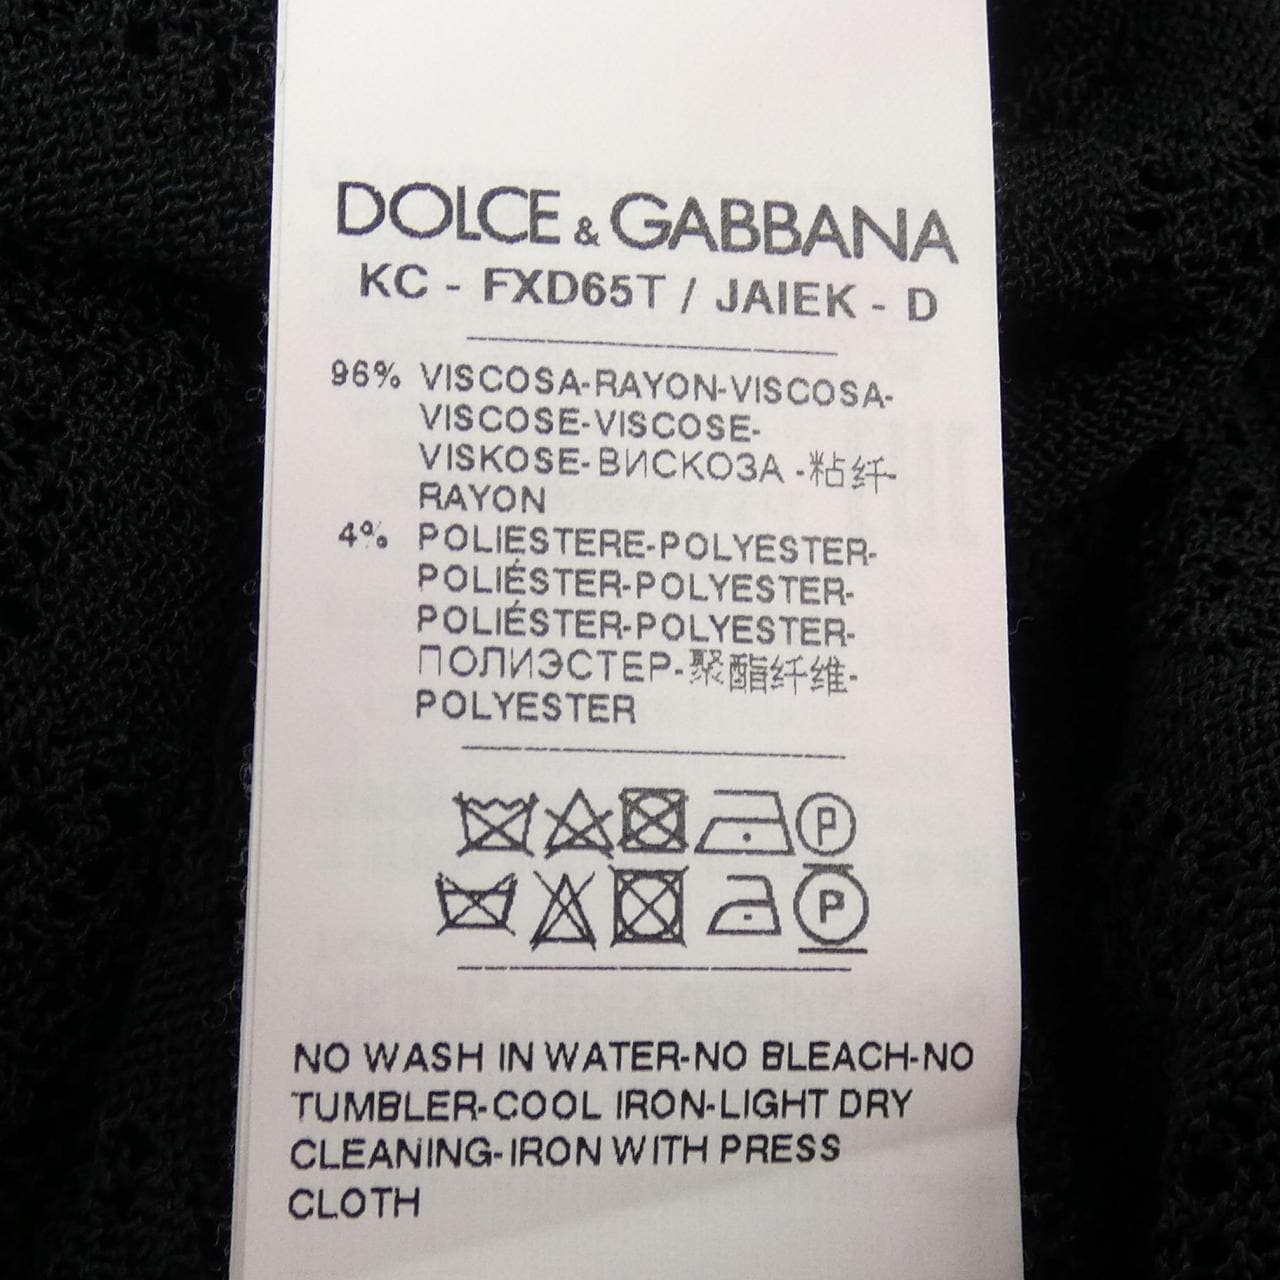 DOLCE & GABBANA
KC - FXD65T / JAIEK - D
96% VISCOSA-RAYON-VISCOSA-
VISCOSE-VISCOSE-
VISKOSE-ВИСКОЗА -粘纤-
RAYON
4% POLIESTERE-POLYESTER-
POLIÉSTER-POLYESTER-
POLIÉSTER-POLYESTER-
ПОЛИЭСТЕР-聚酯纤维-
POLYESTER
P
P
NO WASH IN WATER-NO BLEACH-NO
TUMBLER-COOL IRON-LIGHT DRY
CLEANING-IRON WITH PRESS
CLOTH